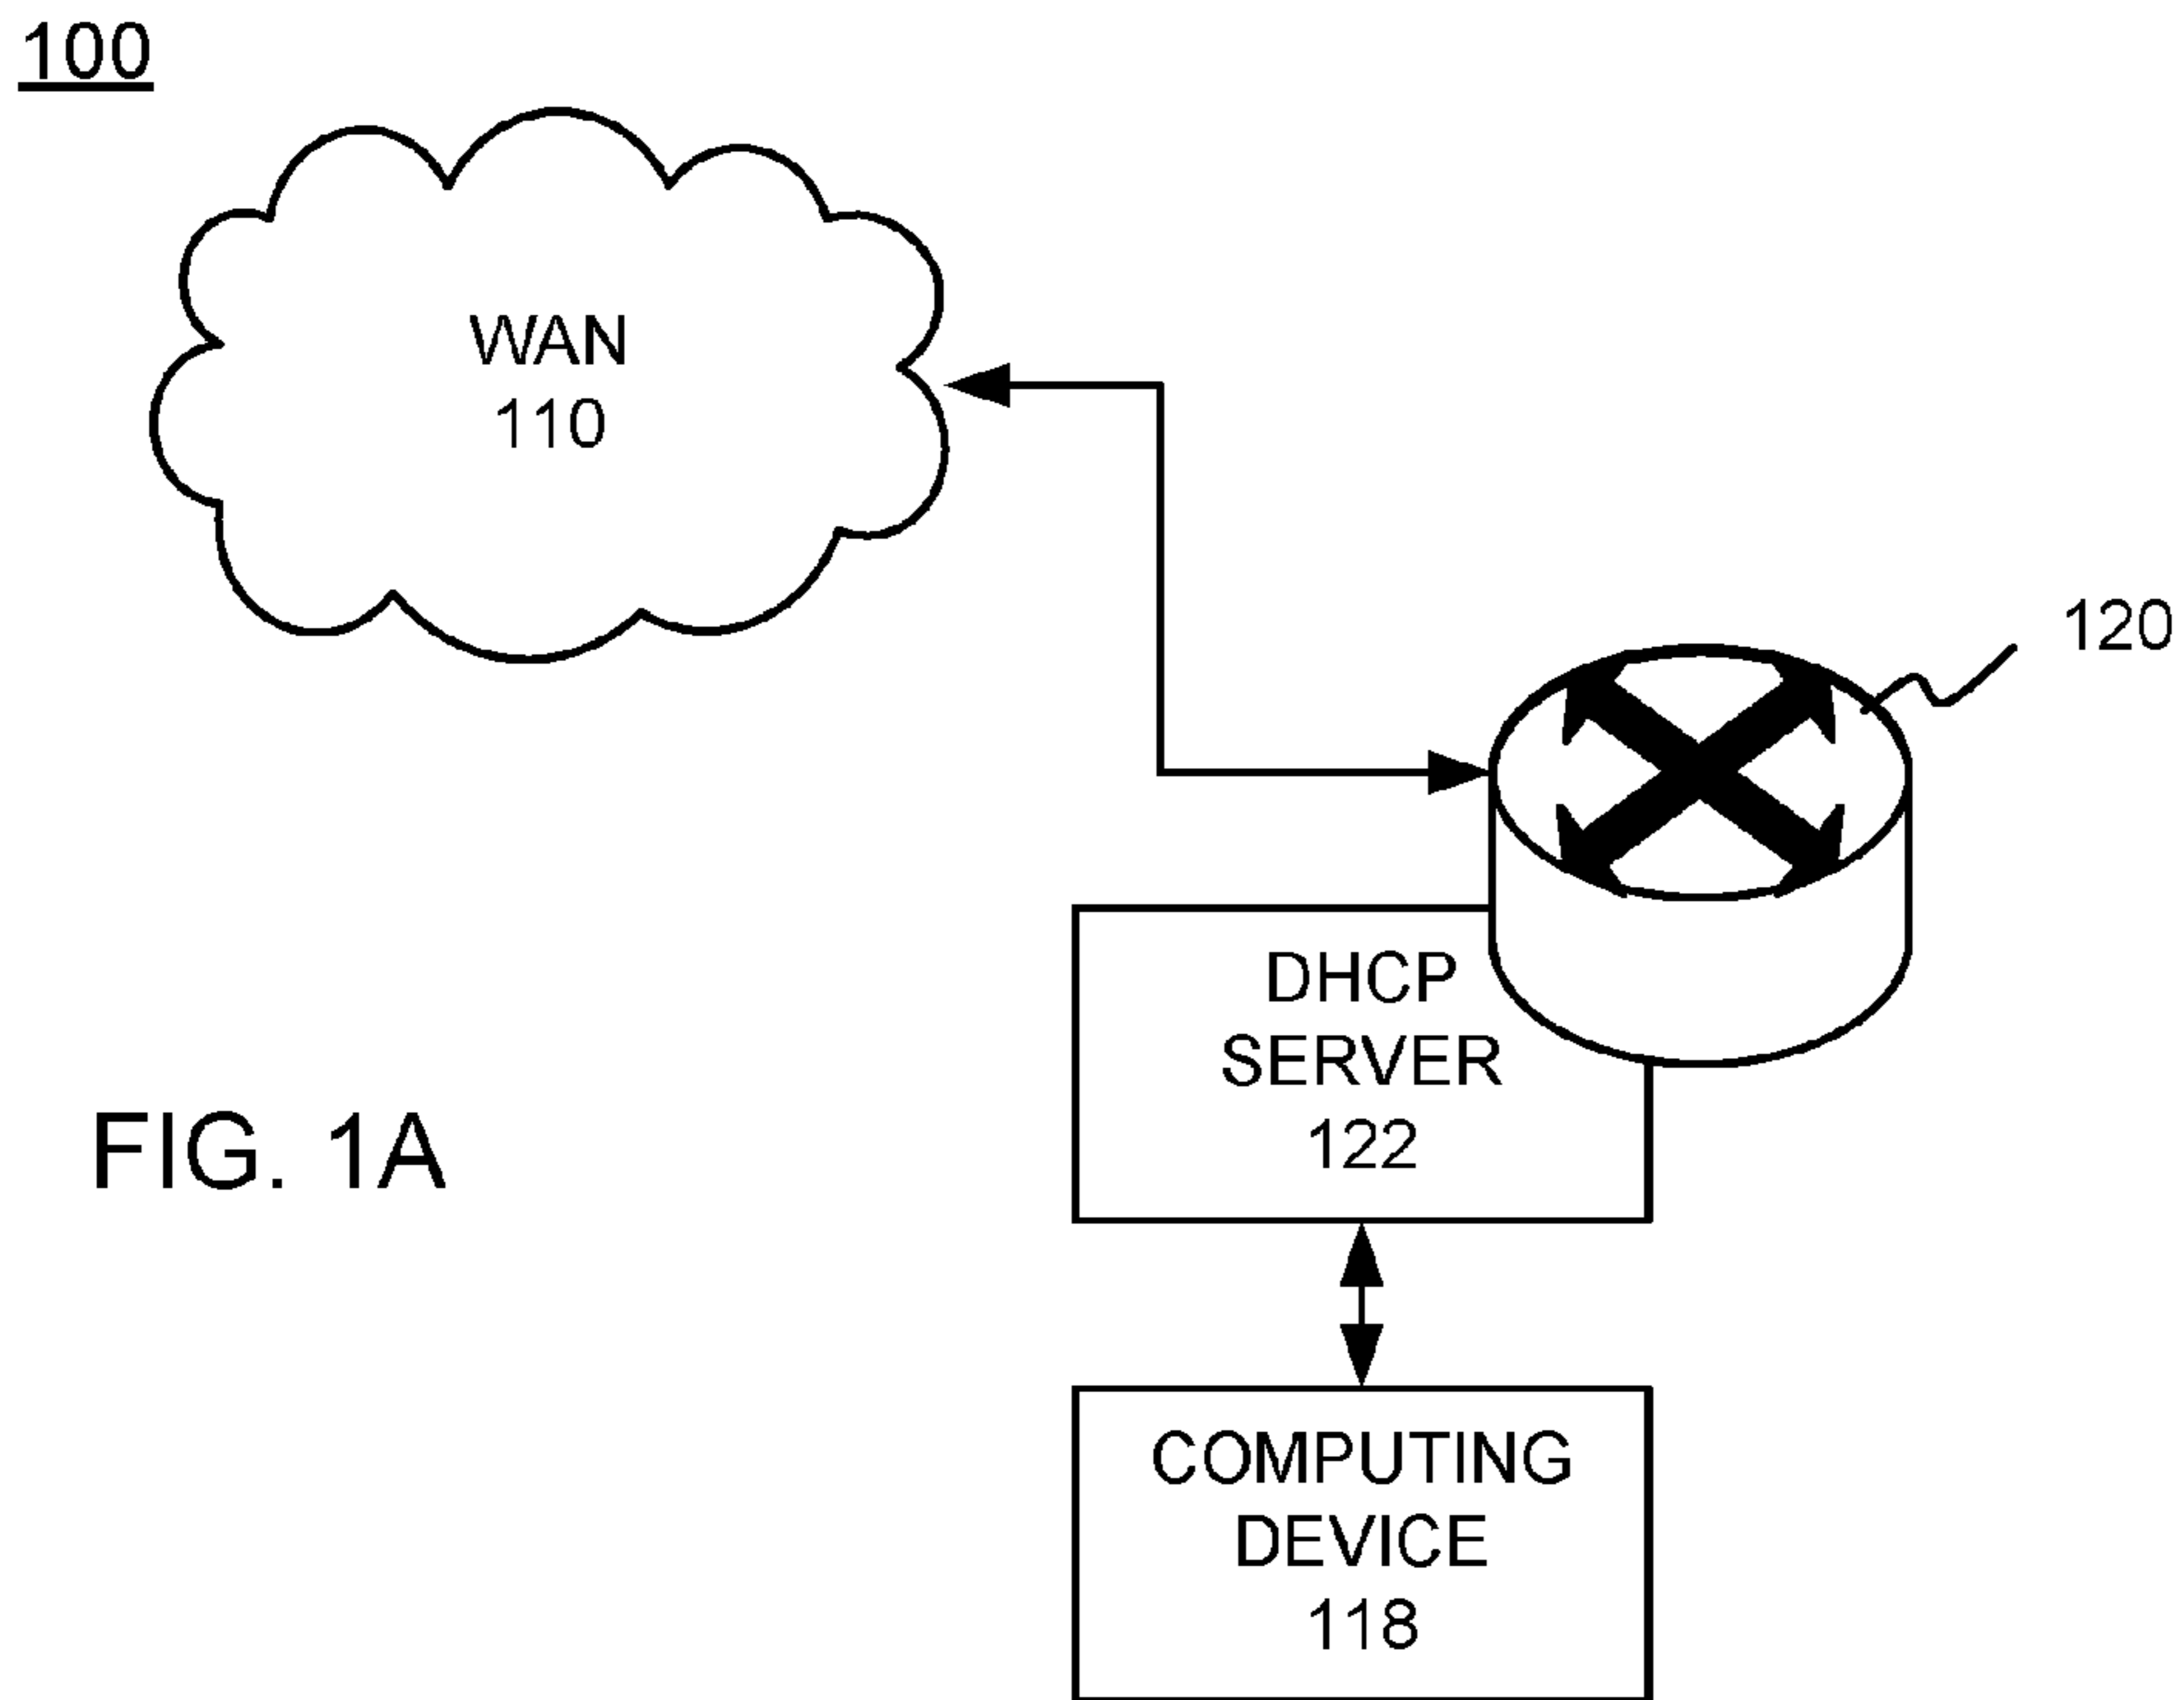 100
WAN
110
120
DHCP
SERVER
122
FIG. 1A
COMPUTING
DEVICE
118